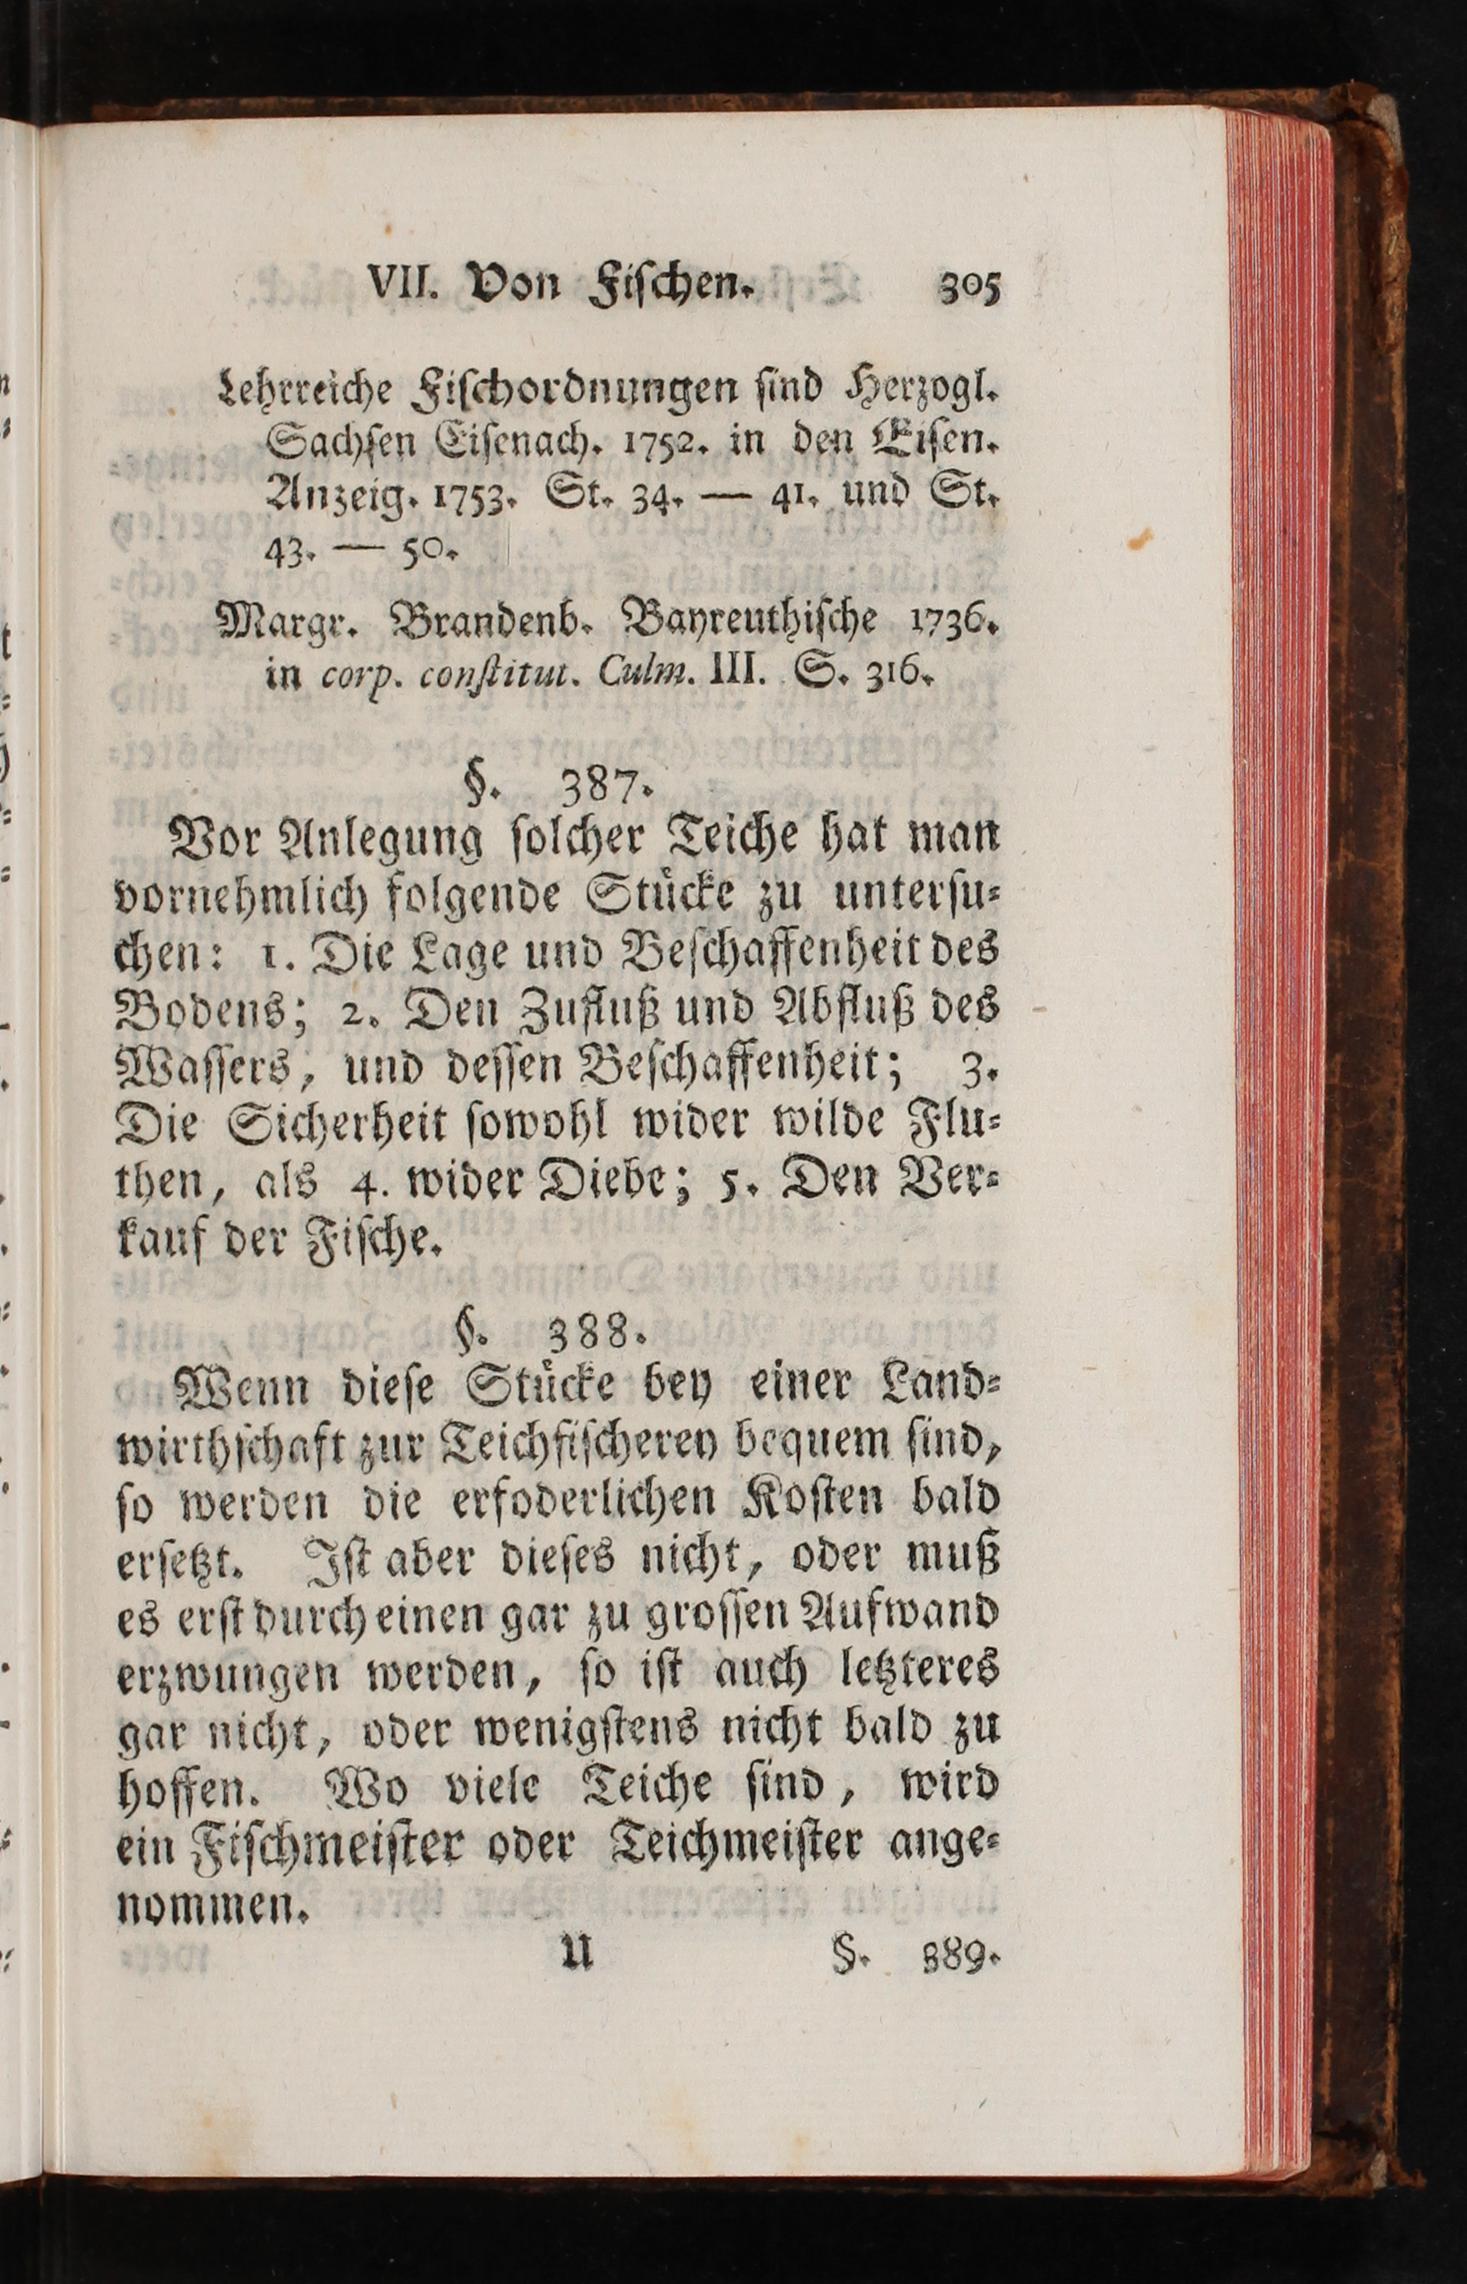 VII. Von Fiſchen. 305
Lehrreiche Fiſchordnungen ſind Herzogl.
Sachſen Eiſenach. 1752. in den Eiſen.
Anzeig. 1753. St. 34. — 41. und St.
43. — 50.
Margr. Brandenb. Bayreuthiſche 1736.
in corp. conſtitut. Culm. III. S. 316.
§. 387.
Vor Anlegung ſolcher Teiche hat man
vornehmlich folgende Stücke zu unterſu⸗
chen: 1. Die Lage und Beſchaffenheit des
Bodens; 2. Den Zufluß und Abfluß des
Waſſers, und deſſen Beſchaffenheit; 3.
Die Sicherheit ſowohl wider wilde Flu⸗
then, als 4. wider Diebe; 5. Den Ver⸗
kauf der Fiſche.
§. 388.
Wenn dieſe Stücke bey einer Land⸗
wirthſchaft zur Teichfiſcherey bequem ſind,
ſo werden die erfoderlichen Koſten bald
erſetzt. Iſt aber dieſes nicht, oder muß
es erſt durch einen gar zu groſſen Aufwand
erzwungen werden, ſo iſt auch letzteres
gar nicht, oder wenigſtens nicht bald zu
hoffen. Wo viele Teiche ſind, wird
ein Fiſchmeiſter oder Teichmeiſter ange⸗
nommen.
U §. 389.